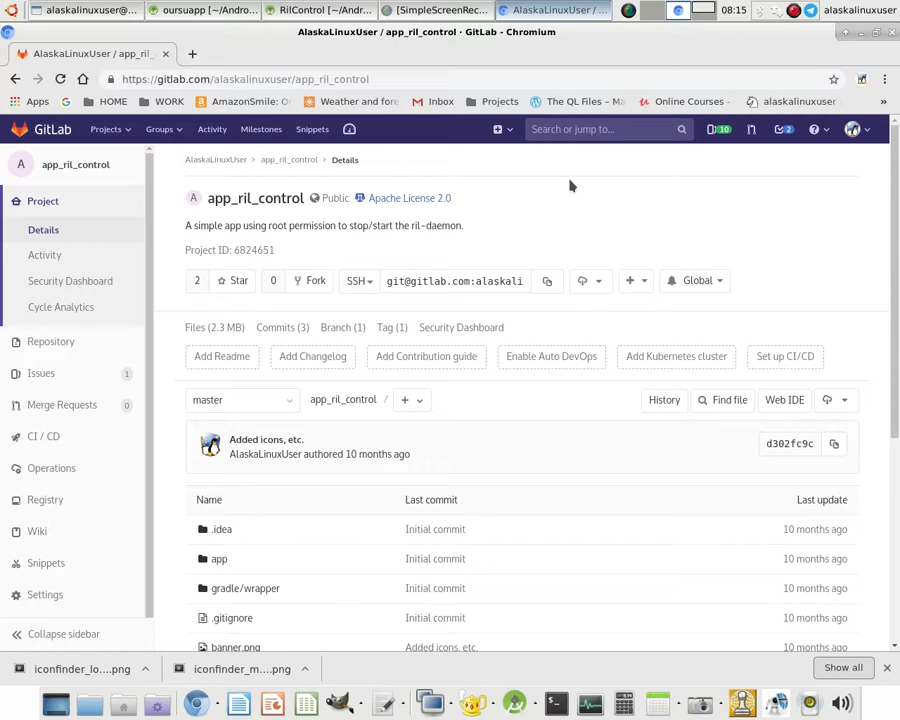 alaskalinuxuser@...
oursuapp [~/Andro...
RilControl [~/And...
[SimpleScreenRec...
AlaskaLinuxUser / ...
08:15
alaskalinuxuser
AlaskaLinuxUser / app_ril_control · GitLab - Chromium
AlaskaLinuxUser / app_ril_
https://gitlab.com/alaskalinuxuser/app_ril_control
Apps
HOME
WORK
AmazonSmile: O
Weather and fore
Inbox
Projects
The QL Files – Ma
Online Courses -
alaskalinuxuser
»
GitLab
Projects
Groups
Activity
Milestones
Snippets
Search or jump to...
10
2
A
app_ril_control
Project
Details
Activity
Security Dashboard
Cycle Analytics
Repository
Issues
1
Merge Requests
0
CI / CD
Operations
Registry
Wiki
Snippets
Settings
Collapse sidebar
AlaskaLinuxUser > app_ril_control > Details
A
app_ril_control
Public
Apache License 2.0
A simple app using root permission to stop/start the ril-daemon.
Project ID: 6824651
2
Star
0
Fork
SSH
git@gitlab.com:alaskali
Global
Files (2.3 MB)
Commits (3)
Branch (1)
Tag (1)
Security Dashboard
Add Readme
Add Changelog
Add Contribution guide
Enable Auto DevOps
Add Kubernetes cluster
Set up CI/CD
master
app_ril_control /
+
History
Find file
Web IDE
Added icons, etc.
AlaskaLinuxUser authored 10 months ago
d302fc9c
Name
Last commit
Last update
.idea
Initial commit
10 months ago
app
Initial commit
10 months ago
gradle/wrapper
Initial commit
10 months ago
.gitignore
Initial commit
10 months ago
banner.png
Added icons, etc.
10 months ago
iconfinder_lo....png
iconfinder_m....png
Show all